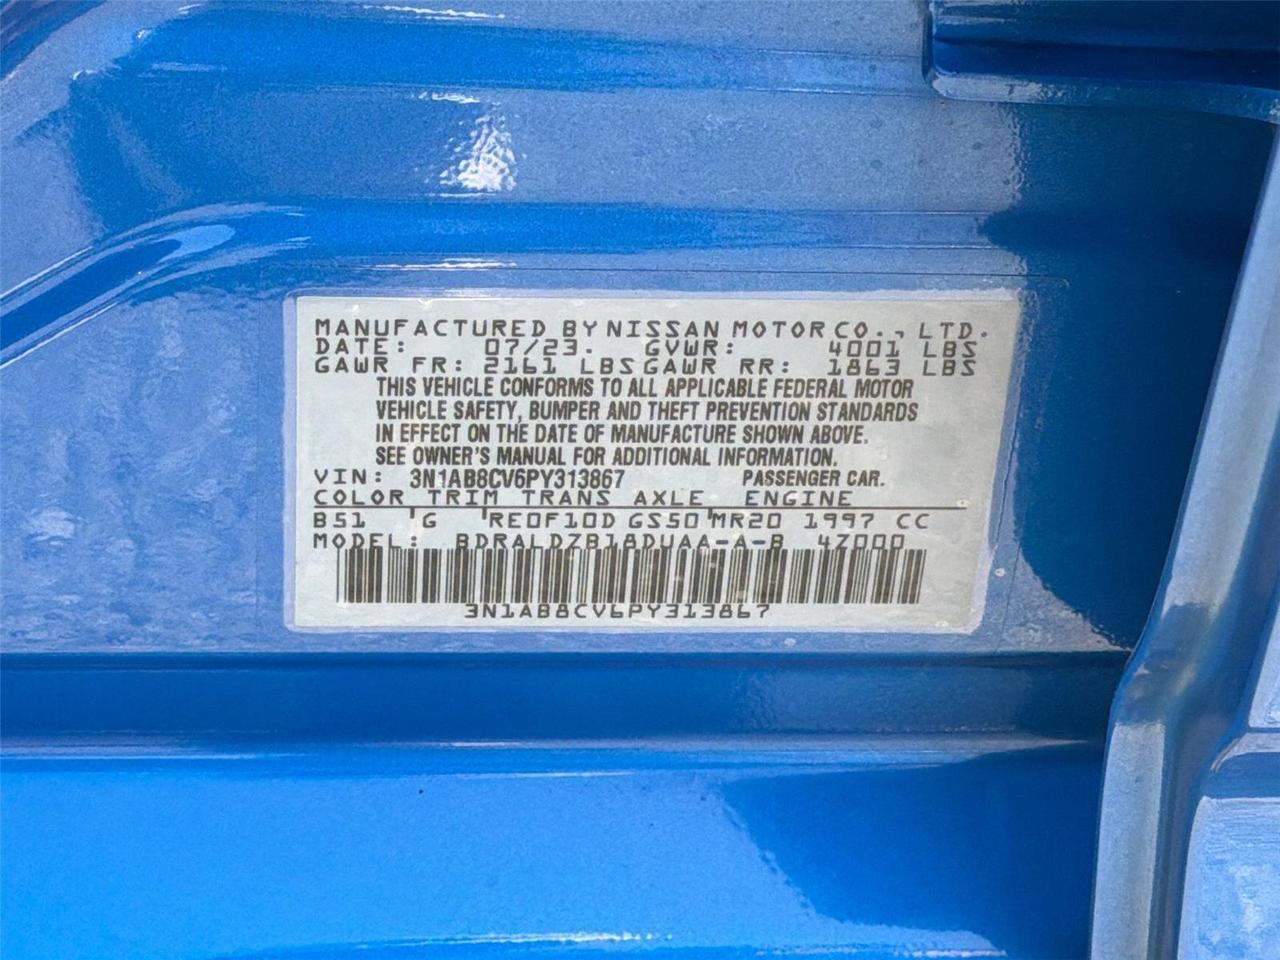 MANUFACTURED BY NISSAN MOTOR CO., LTD.
DATE: 07/23. GVWR: 4001 LBS
GAWR FR: 2161 LBS GAWR RR: 1863 LBS
THIS VEHICLE CONFORMS TO ALL APPLICABLE FEDERAL MOTOR
VEHICLE SAFETY, BUMPER AND THEFT PREVENTION STANDARDS
IN EFFECT ON THE DATE OF MANUFACTURE SHOWN ABOVE.
SEE OWNER'S MANUAL FOR ADDITIONAL INFORMATION.
VIN: 3N1AB8CV6PY313867 PASSENGER CAR.
COLOR TRIM TRANS AXLE ENGINE
B51 'G 'RE0F10D GS50'MR20 1997 CC
MODEL: BDRALDZB18DUAA-A-B 4Z000
3N1AB8CV6PY313867